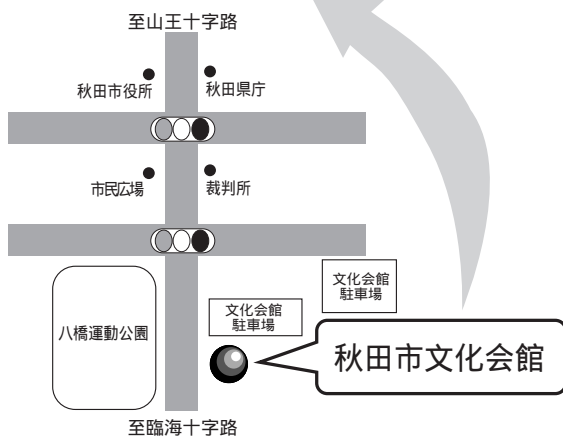 至山王十字路
秋田市役所
秋田県庁
市民広場
裁判所
文化会館
駐車場
文化会館
駐車場
八橋運動公園
秋田市文化会館
至臨海十字路